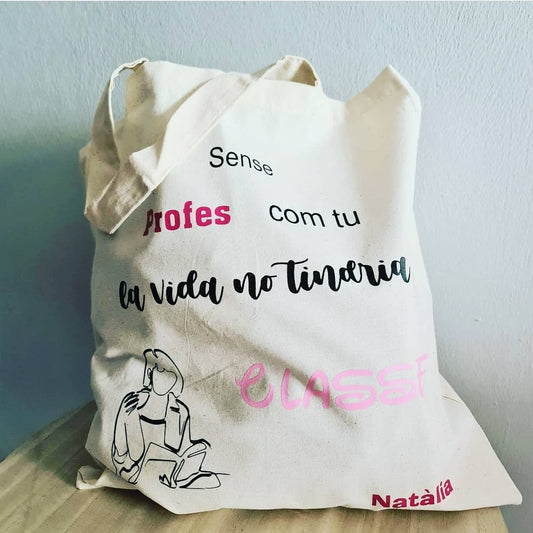 Sense
Profes com tu
la vida no tindria
CLASSE
Natàlia